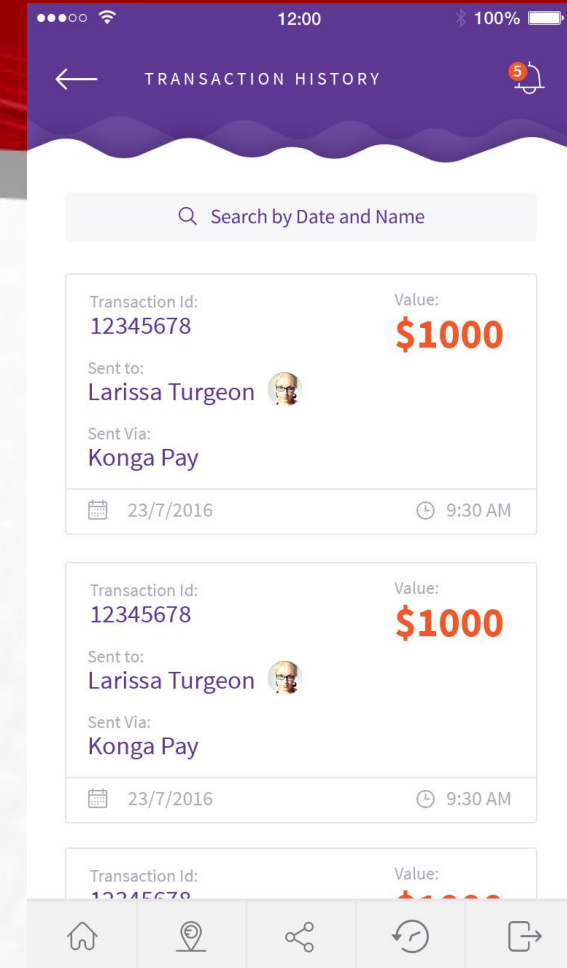 12:00 100%
TRANSACTION HISTORY 5
Search by Date and Name
Transaction Id: Value:
12345678 $1000
Sent to:
Larissa Turgeon
Sent Via:
Konga Pay
23/7/2016 9:30 AM
Transaction Id: Value:
12345678 $1000
Sent to:
Larissa Turgeon
Sent Via:
Konga Pay
23/7/2016 9:30 AM
Transaction Id: Value:
12345678 $1000